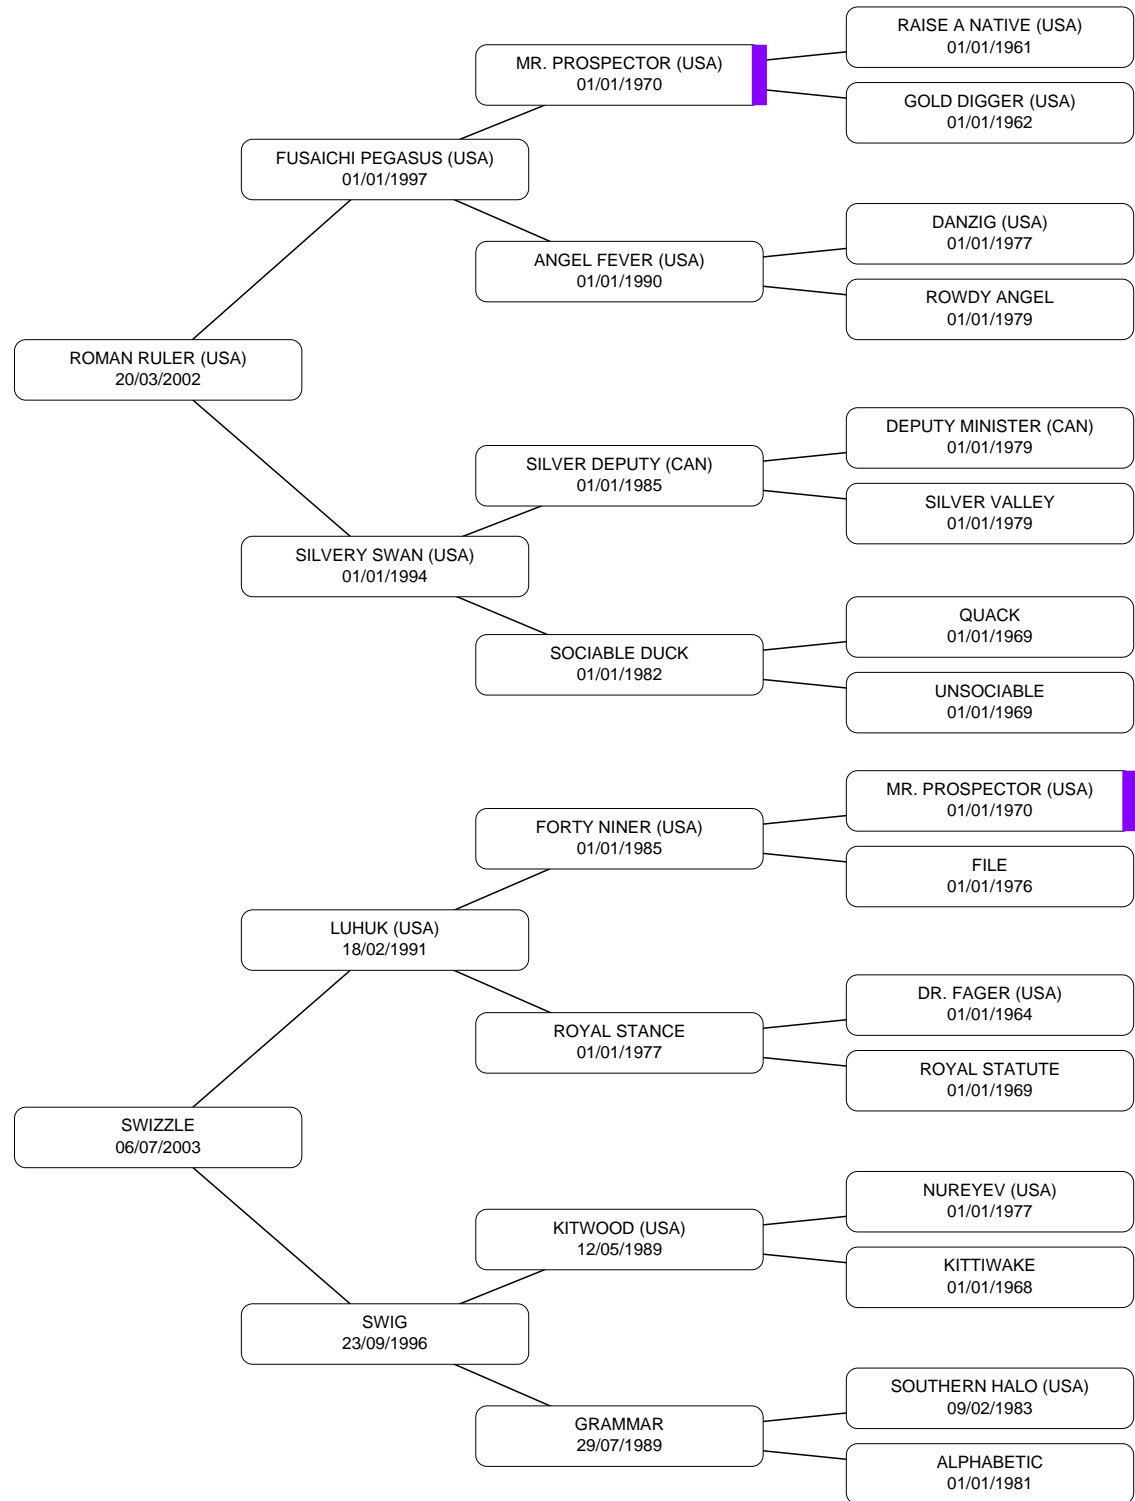 RAISE A NATIVE (USA)
01/01/1961
MR. PROSPECTOR (USA)
01/01/1970
GOLD DIGGER (USA)
01/01/1962
FUSAICHI PEGASUS (USA)
01/01/1997
DANZIG (USA)
01/01/1977
ANGEL FEVER (USA)
01/01/1990
ROWDY ANGEL
01/01/1979
ROMAN RULER (USA)
20/03/2002
DEPUTY MINISTER (CAN)
01/01/1979
SILVER DEPUTY (CAN)
01/01/1985
SILVER VALLEY
01/01/1979
SILVERY SWAN (USA)
01/01/1994
QUACK
01/01/1969
SOCIABLE DUCK
01/01/1982
UNSOCIABLE
01/01/1969
MR. PROSPECTOR (USA)
01/01/1970
FORTY NINER (USA)
01/01/1985
FILE
01/01/1976
LUHUK (USA)
18/02/1991
DR. FAGER (USA)
01/01/1964
ROYAL STANCE
01/01/1977
ROYAL STATUTE
01/01/1969
SWIZZLE
06/07/2003
NUREYEV (USA)
01/01/1977
KITWOOD (USA)
12/05/1989
KITTIWAKE
01/01/1968
SWIG
23/09/1996
SOUTHERN HALO (USA)
09/02/1983
GRAMMAR
29/07/1989
ALPHABETIC
01/01/1981